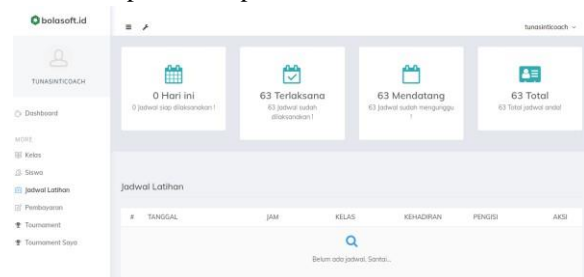 bolasoft.id
tunasinticoach
TUNASINTICOACH
Dashboard
MORE
Kelas
Siswa
Jadwal Latihan
Pembayaran
Tournament
Tournament Saya
0 Hari ini
0 Jadwal siap dilaksanakan !
63 Terlaksana
63 Jadwal sudah
dilaksanakan !
63 Mendatang
63 Jadwal sudah mengunggu
!
63 Total
63 Total jadwal anda!
Jadwal Latihan
# TANGGAL JAM KELAS KEHADIRAN PENGISI AKSI
Belum ada jadwal. Santai...